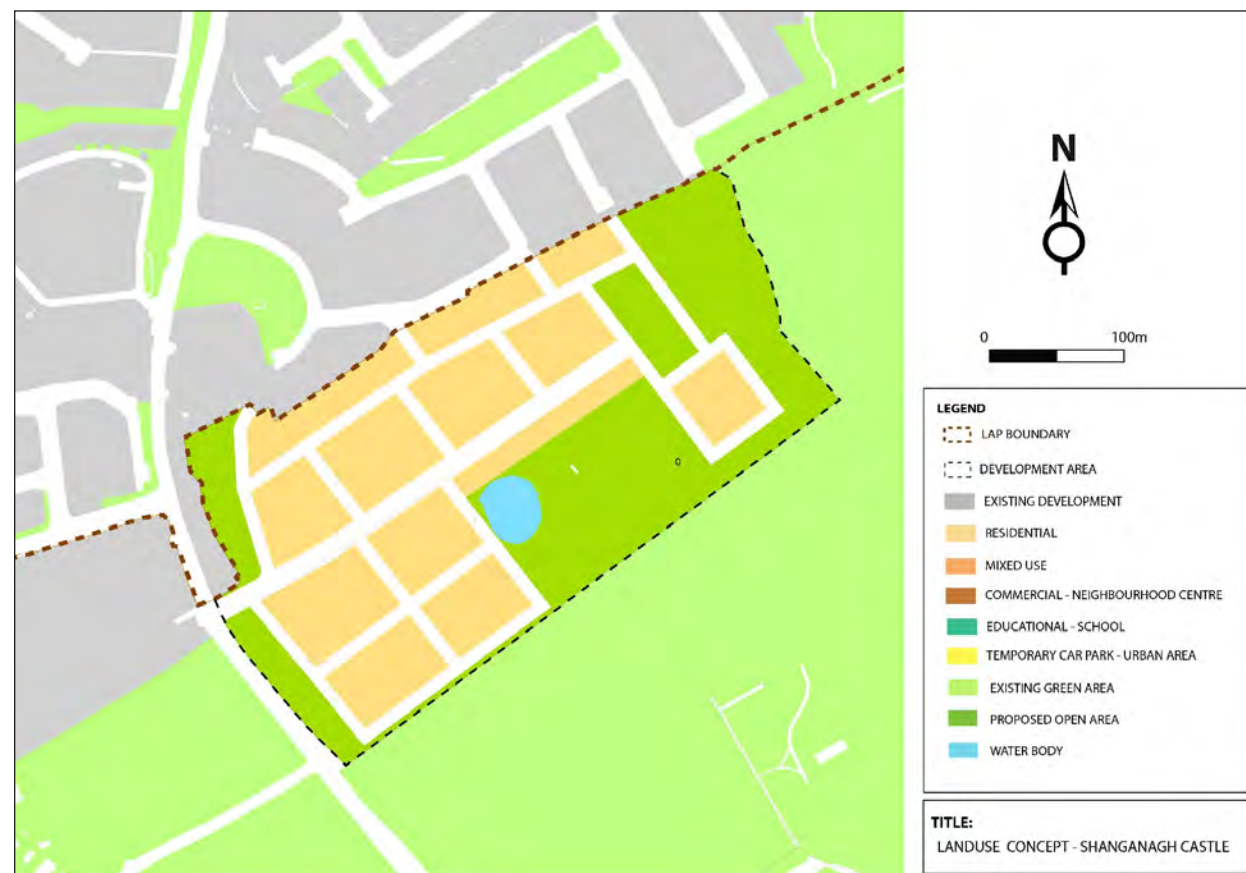 N
0 100m
LEGEND
LAP BOUNDARY
DEVELOPMENT AREA
EXISTING DEVELOPMENT
RESIDENTIAL
MIXED USE
COMMERCIAL - NEIGHBOURHOOD CENTRE
EDUCATIONAL - SCHOOL
TEMPORARY CAR PARK - URBAN AREA
EXISTING GREEN AREA
PROPOSED OPEN AREA
WATER BODY
TITLE:
LANDUSE CONCEPT - SHANGANAGH CASTLE